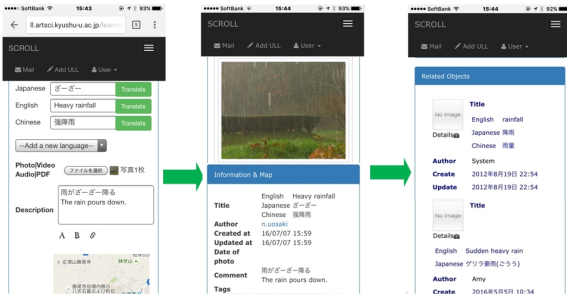 SoftBank 15:43 93%
ll.artsci.kyushu-u.ac.jp/learn
SCROLL
Mail Add ULL User
Japanese ざーざー Translate
English Heavy rainfall Translate
Chinese 强降雨 Translate
--Add a new language--
Photo|Video
Audio|PDF
ファイルを選択 写真1枚
Description
雨がざーざー降る
The rain pours down.
A B
SoftBank 15:44 93%
SCROLL
Mail Add ULL User
Information & Map
Title
English Heavy rainfall
Japanese ざーざー
Chinese 强降雨
Author n.uosaki
Created at 16/07/07 15:59
Updated at 16/07/07 15:59
Date of
photo
Comment
雨がざーざー降る
The rain pours down.
Tags
SoftBank 15:44 92%
SCROLL
Mail Add ULL User
Related Objects
No image
Details
Title
English rainfall
Japanese 降雨
Chinese 雨量
Author System
Create 2012年8月19日 22:54
Update 2012年8月19日 22:54
No image
Details
Title
English Sudden heavy rain
Japanese ゲリラ豪雨(ごうう)
Author Amy
Create 2016年5月5日 10:34